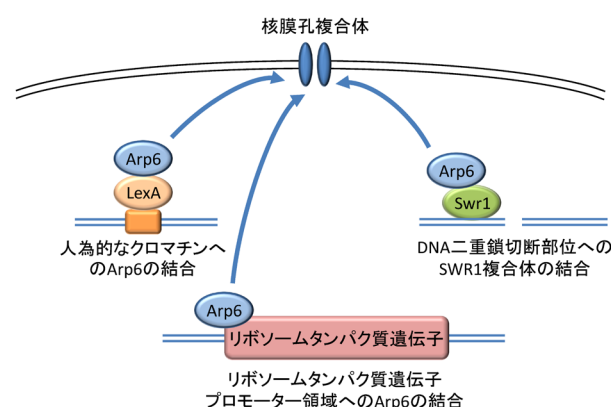 核膜孔複合体
Arp6
LexA
人為的なクロマチンへ
のArp6の結合
Arp6
Swr1
DNA二重鎖切断部位への
SWR1複合体の結合
Arp6
リボソームタンパク質遺伝子
リボソームタンパク質遺伝子
プロモーター領域へのArp6の結合